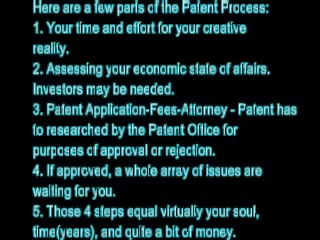 Here are a few parts of the Patent Process:
1. Your time and effort for your creative
reality.
2. Assessing your economic state of affairs.
Investors may be needed.
3. Patent Application-Fees-Attorney - Patent has
to researched by the Patent Office for
purposes of approval or rejection.
4. If approved, a whole array of issues are
waiting for you.
5. Those 4 steps equal virtually your soul,
time(years), and quite a bit of money.